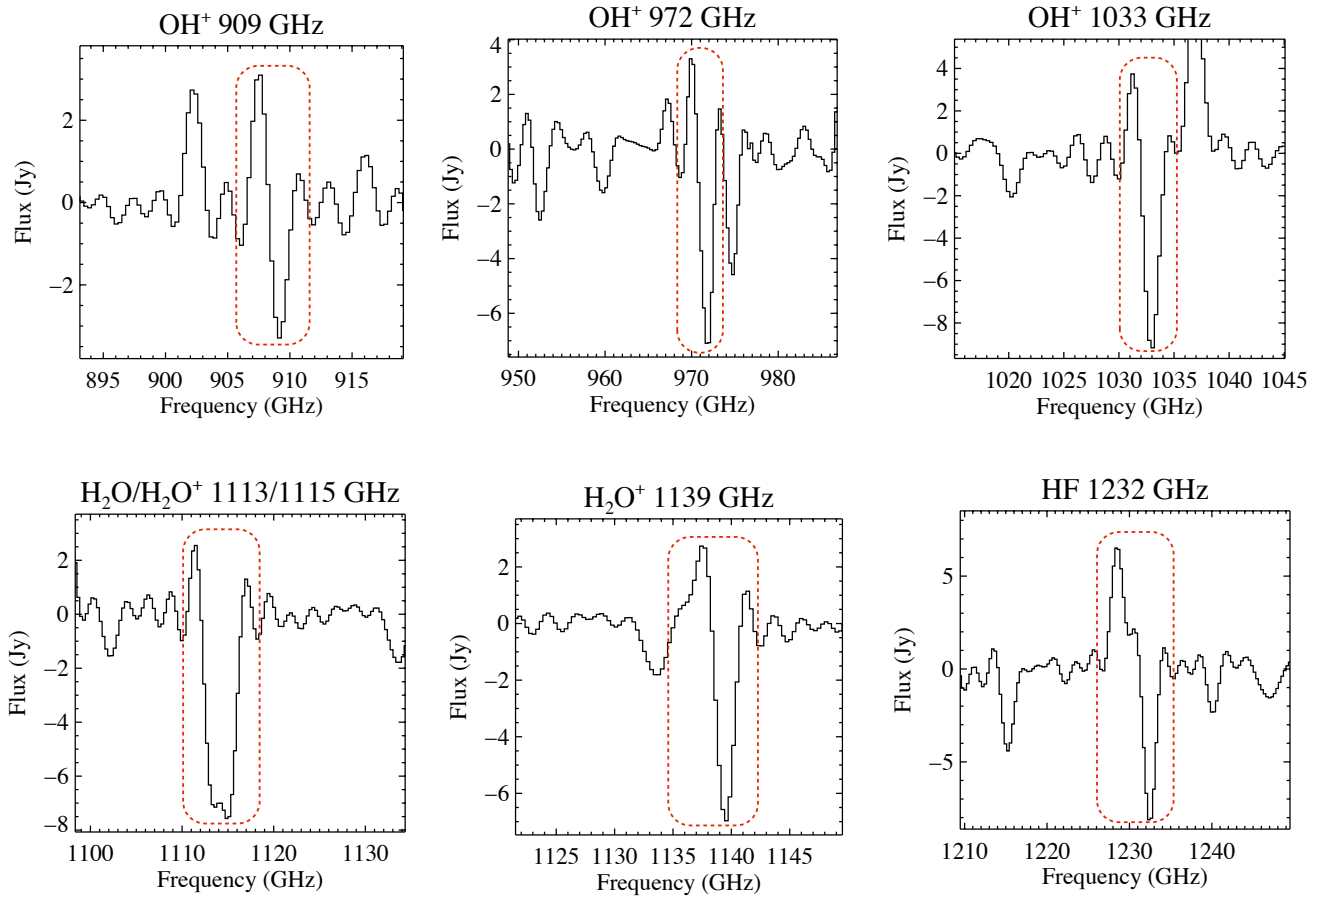 OH⁺ 909 GHz
Flux (Jy)
2
0
−2
895 900 905 910 915
Frequency (GHz)
OH⁺ 972 GHz
Flux (Jy)
4
2
0
−2
−4
−6
950 960 970 980
Frequency (GHz)
OH⁺ 1033 GHz
Flux (Jy)
4
2
0
−2
−4
−6
−8
1020 1025 1030 1035 1040 1045
Frequency (GHz)
H₂O/H₂O⁺ 1113/1115 GHz
Flux (Jy)
2
0
−2
−4
−6
−8
1100 1110 1120 1130
Frequency (GHz)
H₂O⁺ 1139 GHz
Flux (Jy)
2
0
−2
−4
−6
1125 1130 1135 1140 1145
Frequency (GHz)
HF 1232 GHz
Flux (Jy)
5
0
−5
1210 1220 1230 1240
Frequency (GHz)